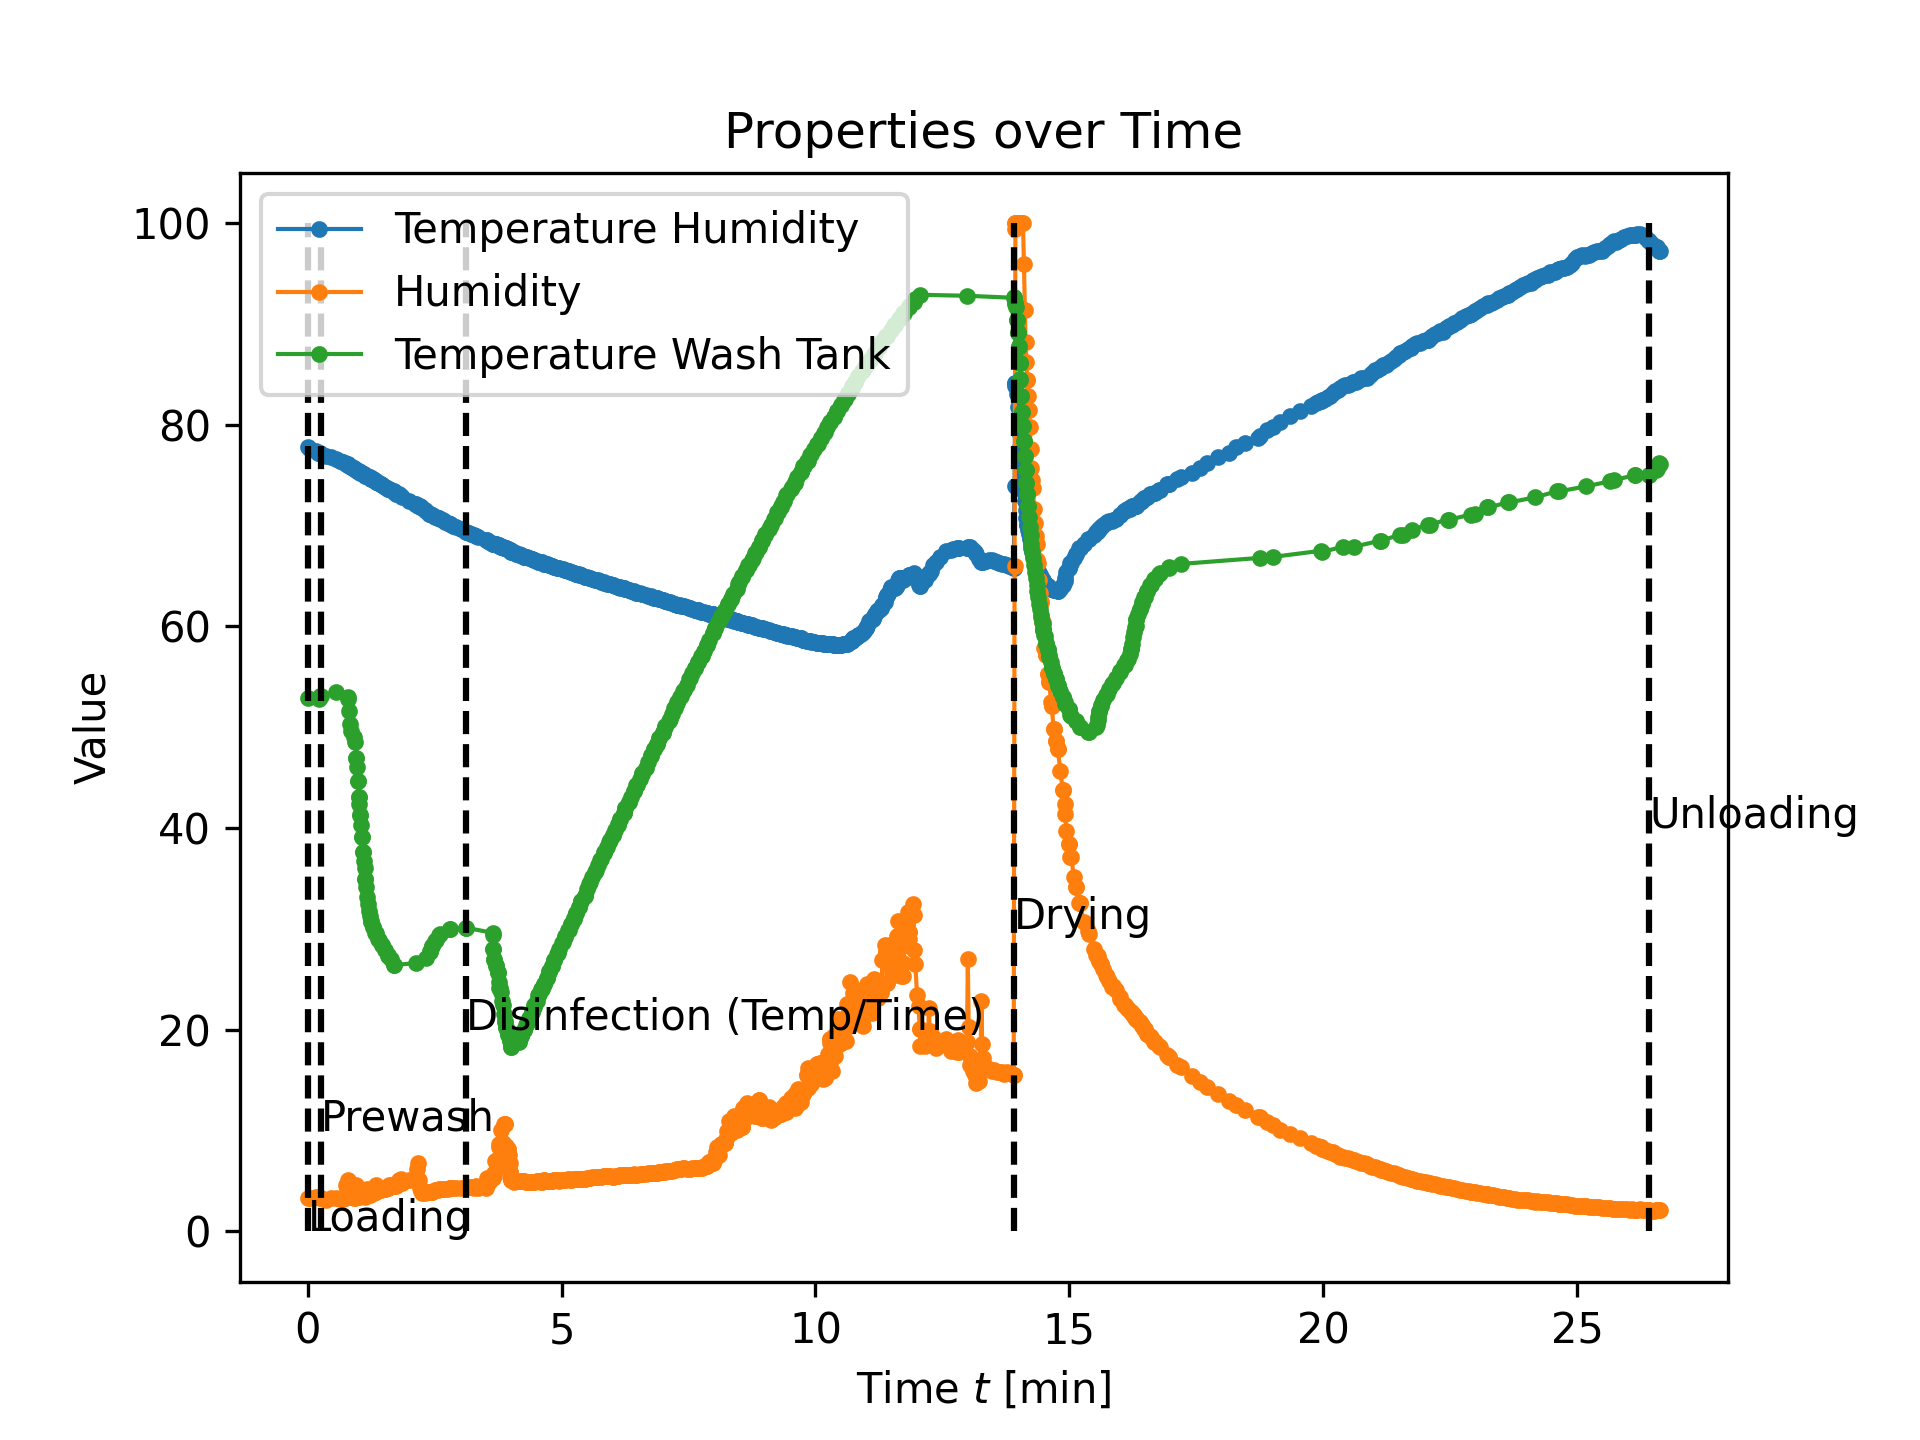 Properties over Time
Temperature Humidity
Humidity
Temperature Wash Tank
100
80
60
40
20
0
Value
Unloading
Drying
Disinfection (Temp/Time)
Prewash
Loading
0 5 10 15 20 25
Time t [min]